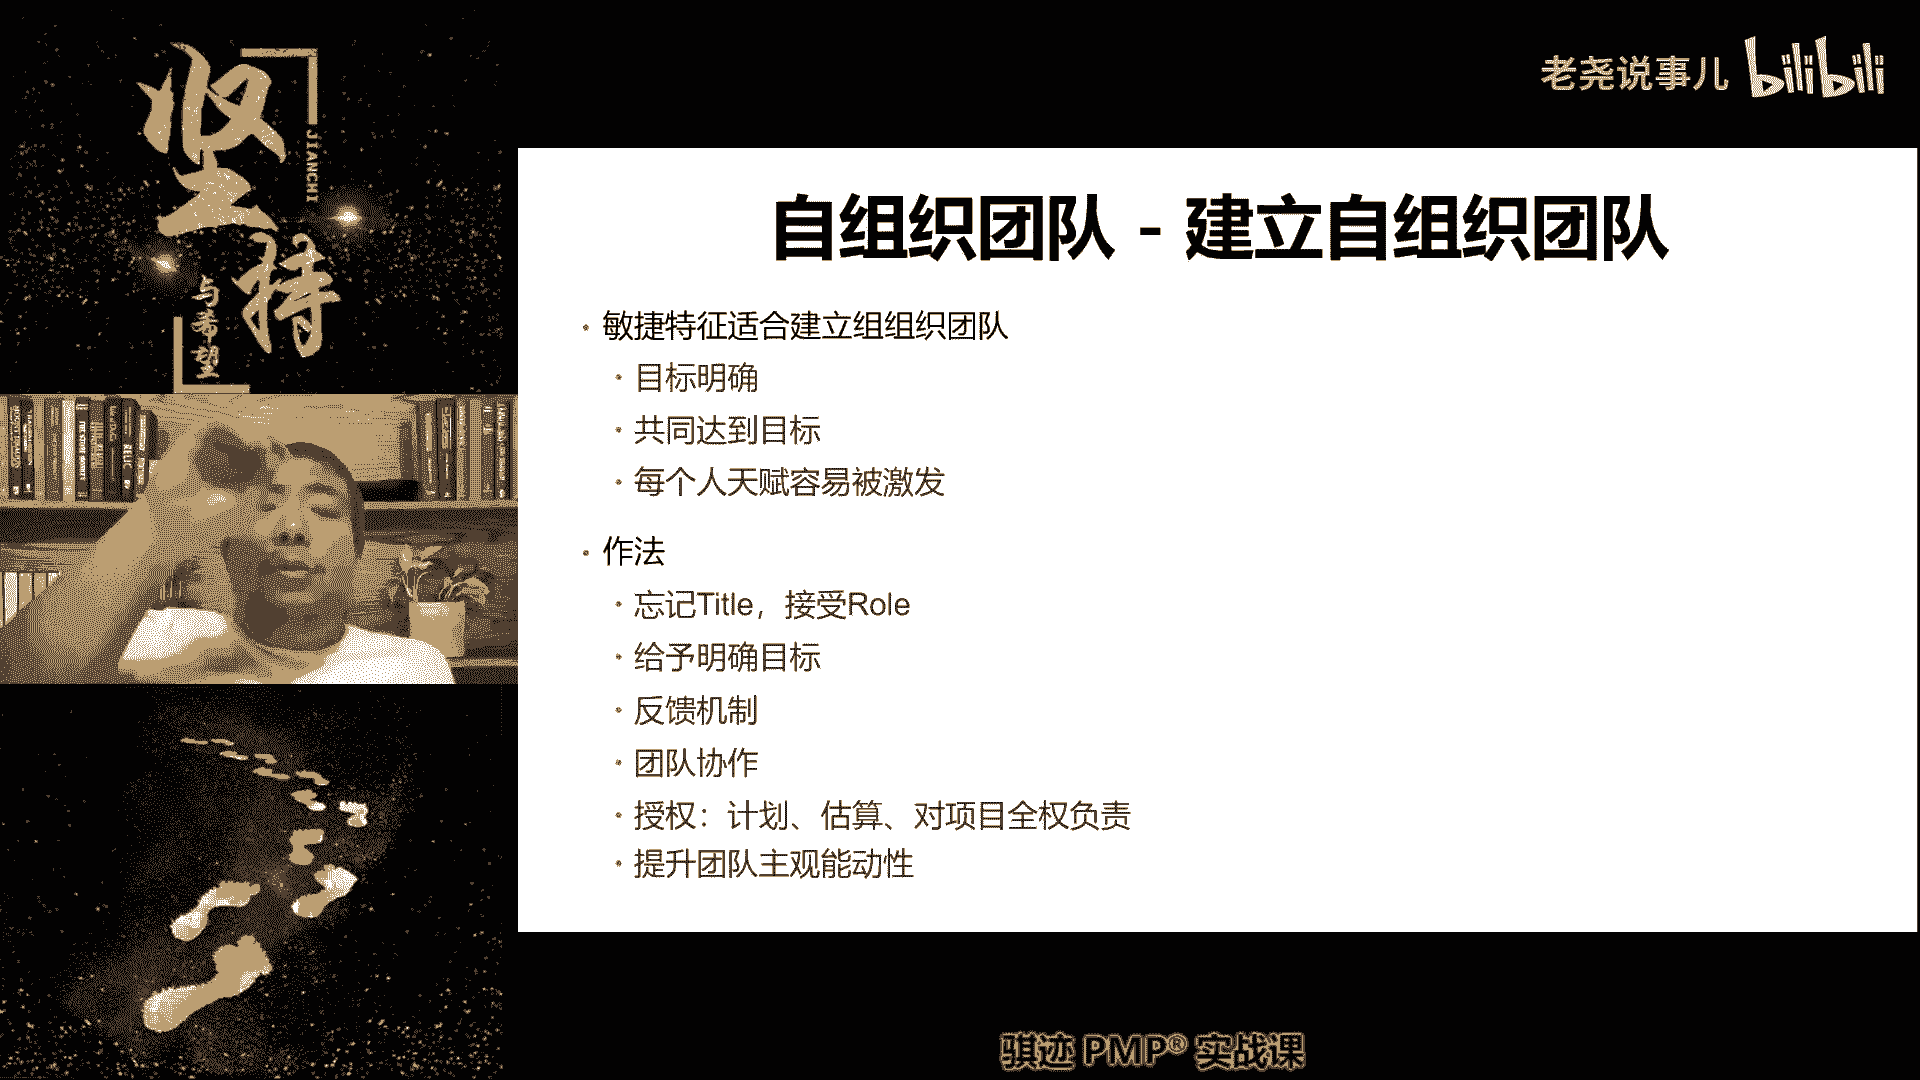 坚持
JIANCHI
与希望
老尧说事儿 bilibili
自组织团队 - 建立自组织团队
· 敏捷特征适合建立组组织团队
· 目标明确
· 共同达到目标
· 每个人天赋容易被激发
· 作法
· 忘记Title，接受Role
· 给予明确目标
· 反馈机制
· 团队协作
· 授权：计划、估算、对项目全权负责
· 提升团队主观能动性
骐迹 PMP® 实战课